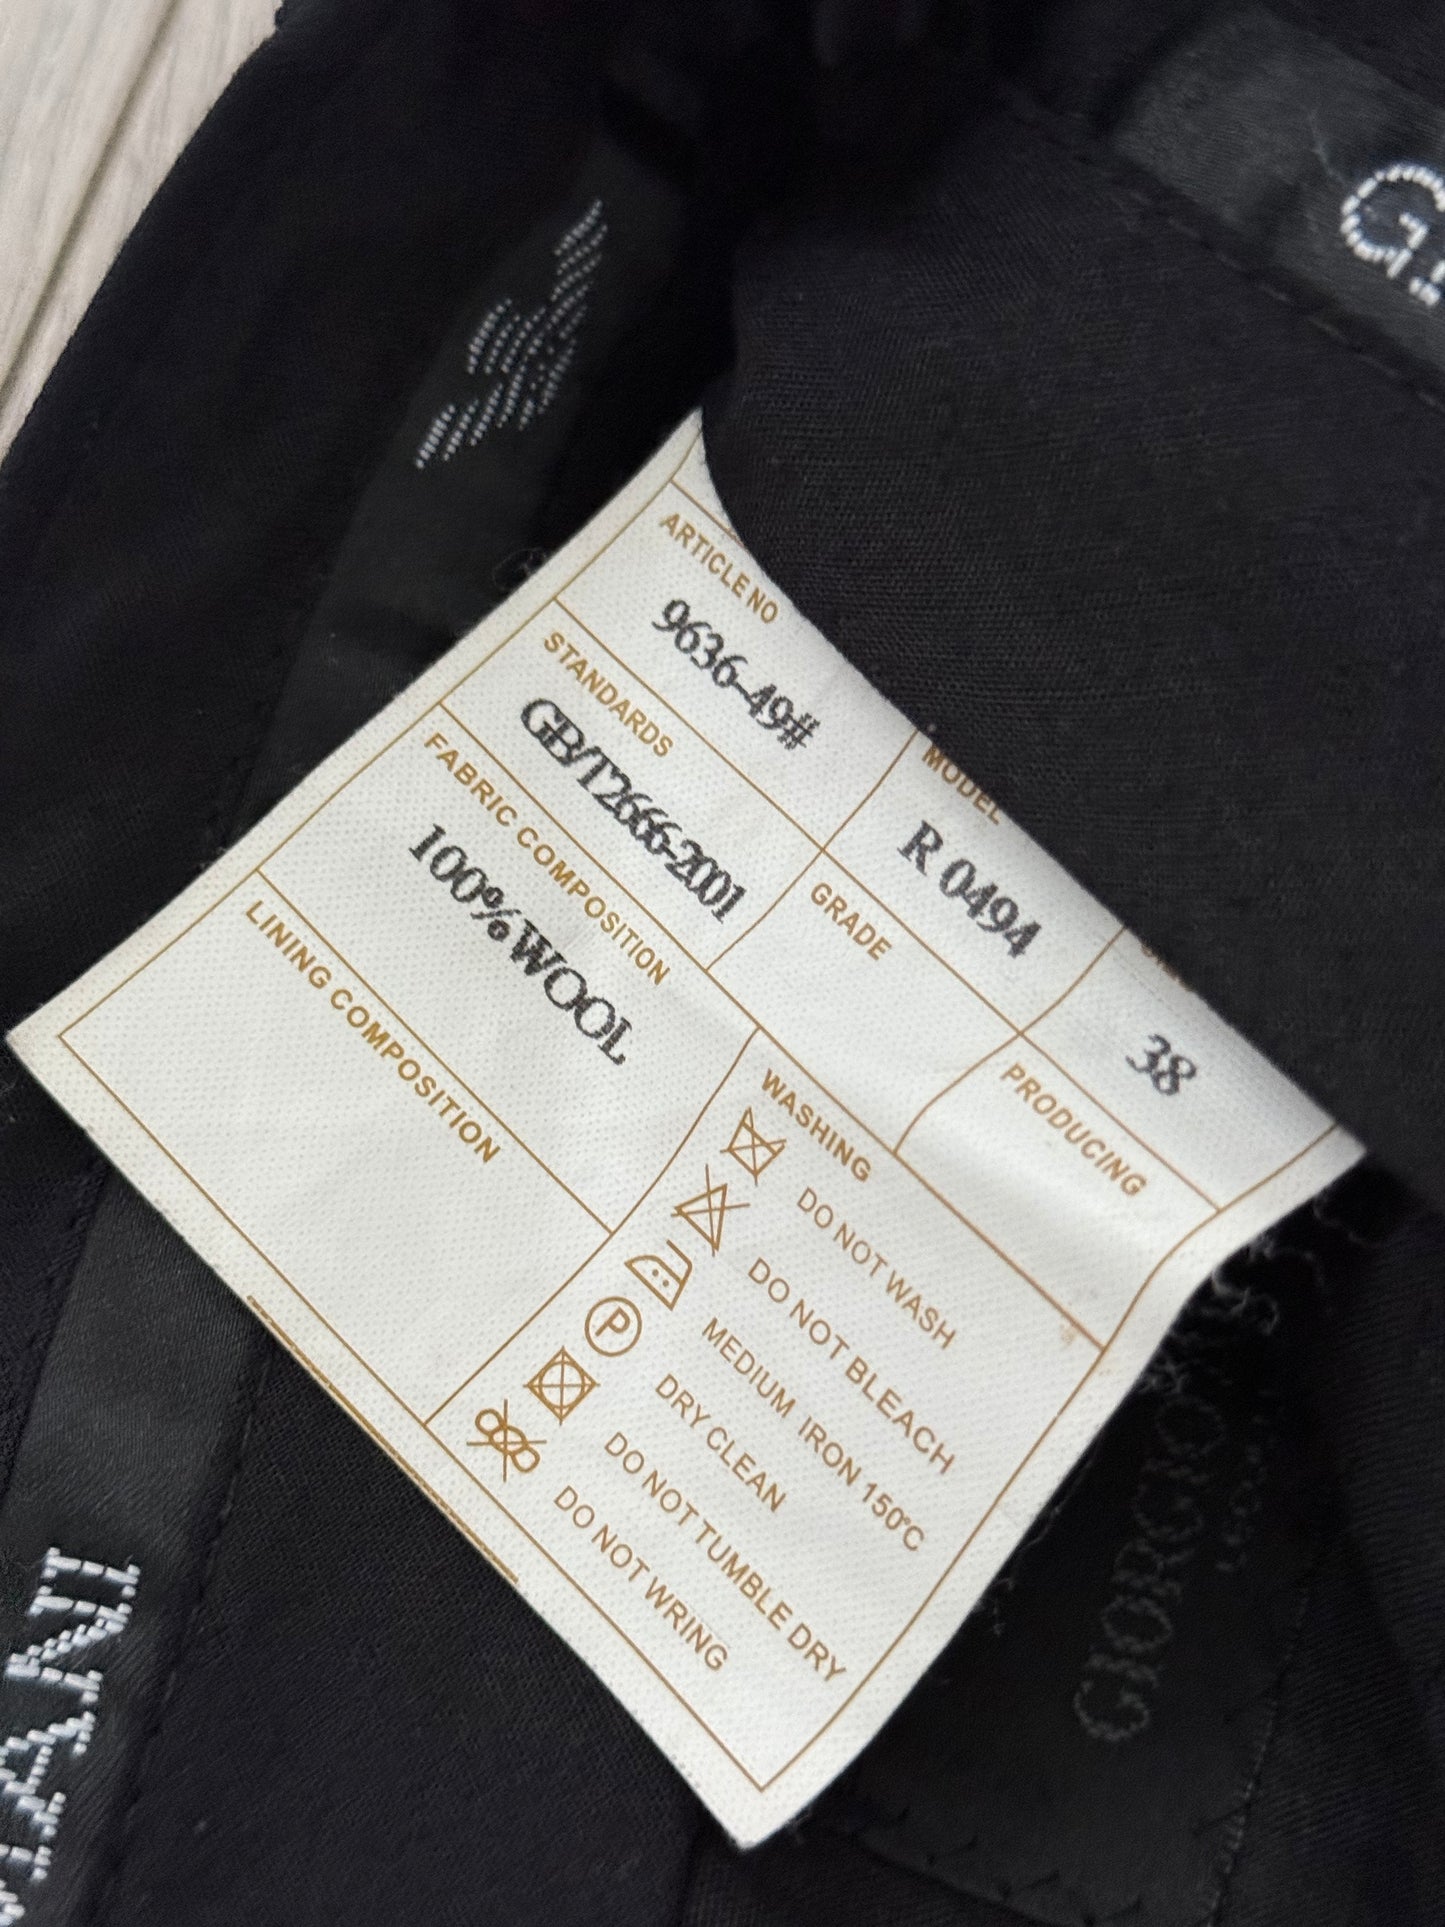 G.
ARTICLE NO
9636-49#
MODEL
R 0494
38
STANDARDS
GB/T2666-2001
GRADE
PRODUCING
FABRIC COMPOSITION
100%WOOL
LINING COMPOSITION
WASHING
DO NOT WASH
DO NOT BLEACH
MEDIUM IRON 150°C
P
DRY CLEAN
DO NOT TUMBLE DRY
DO NOT WRING
MANI
GIORGIO